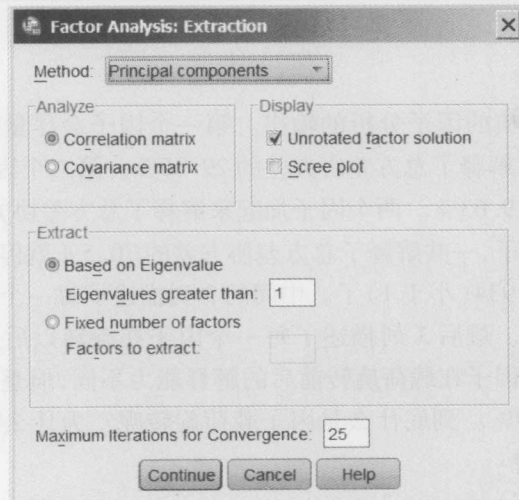 Factor Analysis: Extraction
Method: Principal components
Analyze
Correlation matrix
Covariance matrix
Display
Unrotated factor solution
Scree plot
Extract
Based on Eigenvalue
Eigenvalues greater than: 1
Fixed number of factors
Factors to extract:
Maximum Iterations for Convergence: 25
Continue Cancel Help